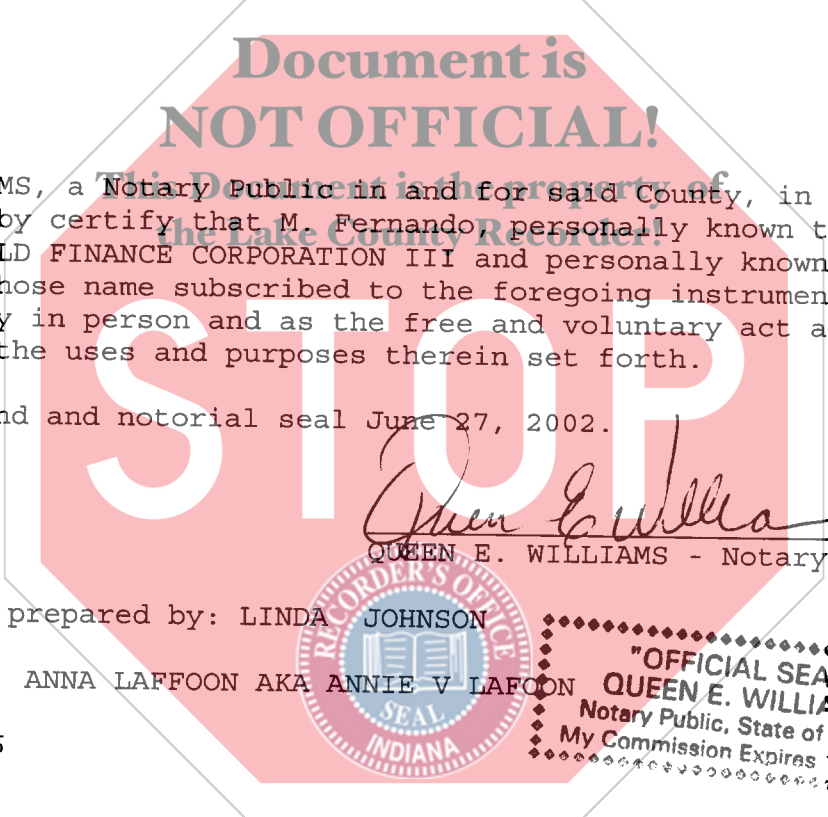 Document is
NOT OFFICIAL!
This Document is the property of
the Lake County Recorder!
MS, a Notary Public in and for said County, in
by certify that M. Fernando, personally known t
LD FINANCE CORPORATION III and personally known
hose name subscribed to the foregoing instrumen
y in person and as the free and voluntary act a
the uses and purposes therein set forth.
nd and notorial seal June 27, 2002.
STOP
Queen E Willia
QUEEN E. WILLIAMS - Notary
prepared by: LINDA JOHNSON
RECORDER'S OFFICE
ANNA LAFFOON AKA ANNIE V LAFOON
SEAL
INDIANA
"OFFICIAL SEA
QUEEN E. WILLIA
Notary Public, State of
My Commission Expires
5